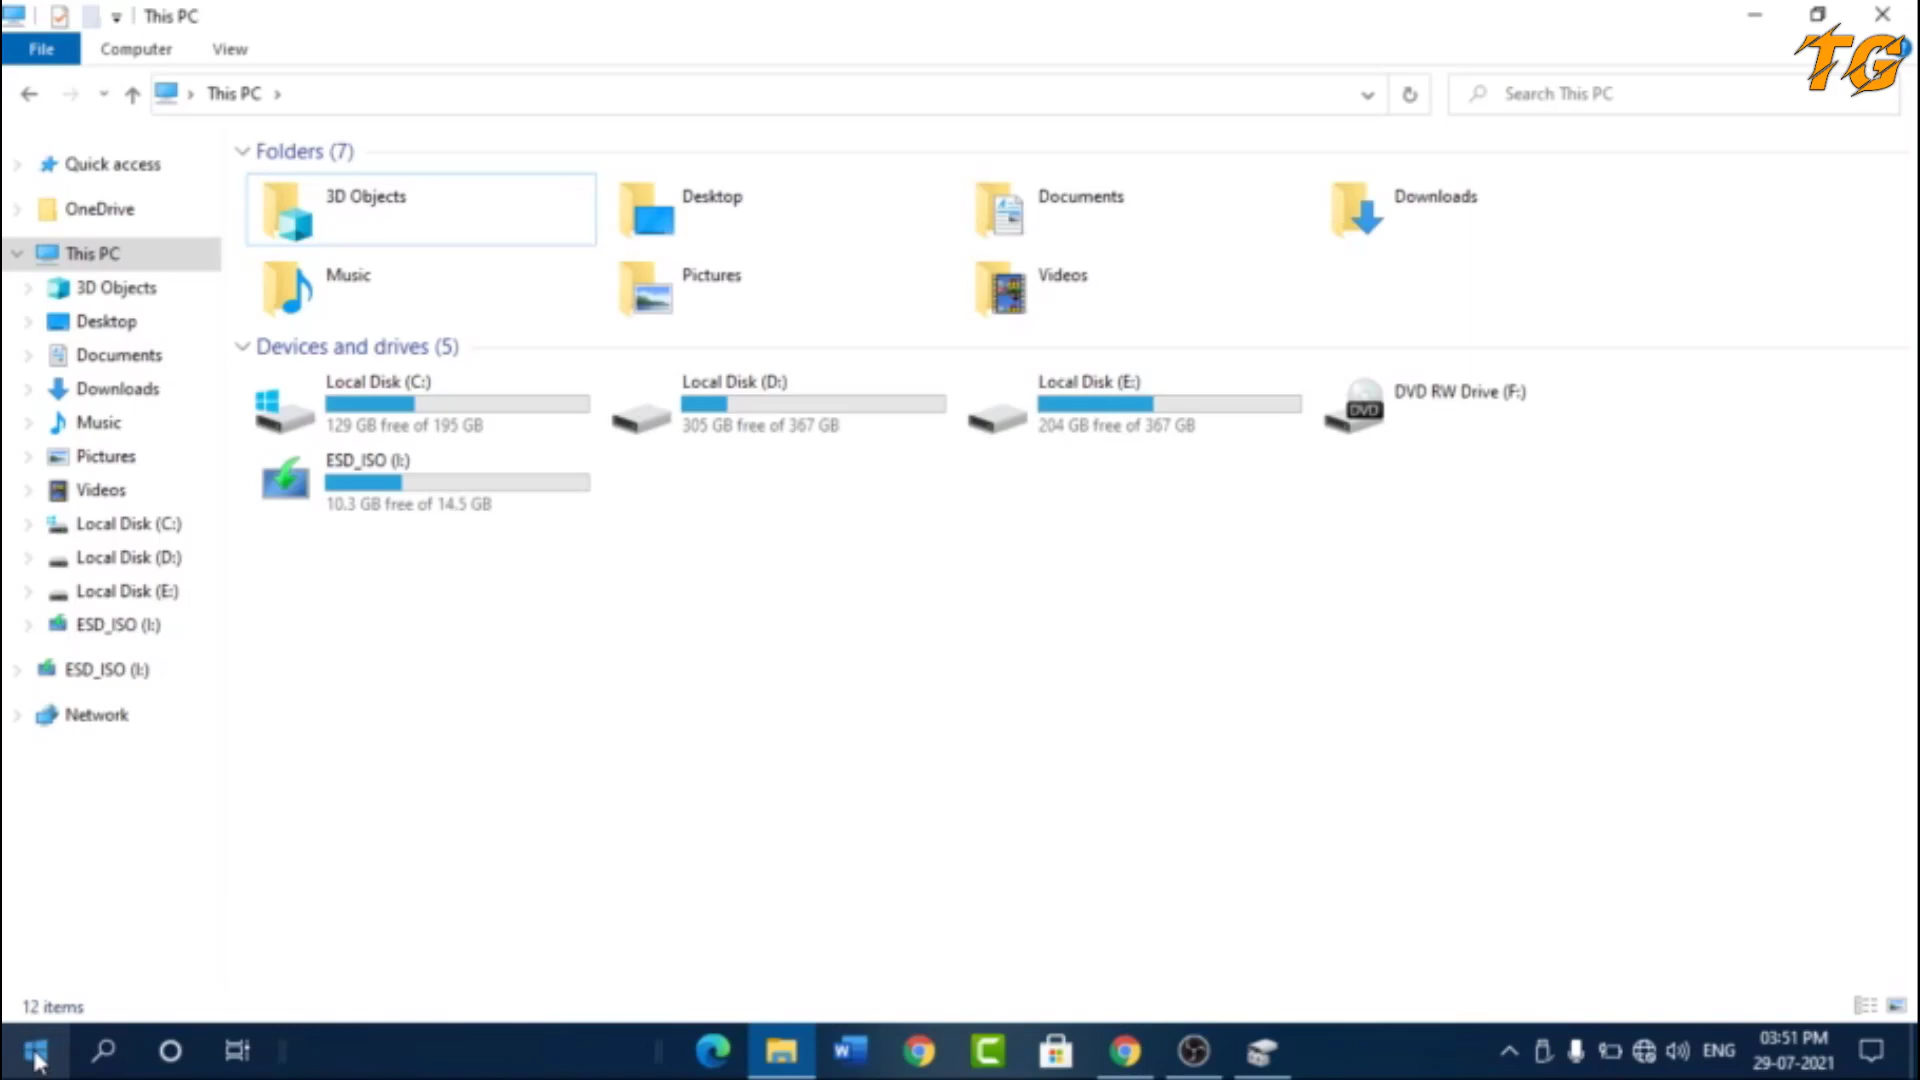 This PC
File Computer View
TG
This PC
Search This PC
Quick access
OneDrive
This PC
3D Objects
Desktop
Documents
Downloads
Music
Pictures
Videos
Local Disk (C:)
Local Disk (D:)
Local Disk (E:)
ESD_ISO (I:)
ESD_ISO (I:)
Network
Folders (7)
3D Objects
Desktop
Documents
Downloads
Music
Pictures
Videos
Devices and drives (5)
Local Disk (C:)
129 GB free of 195 GB
Local Disk (D:)
305 GB free of 367 GB
Local Disk (E:)
204 GB free of 367 GB
DVD RW Drive (F:)
DVD
ESD_ISO (I:)
10.3 GB free of 14.5 GB
12 items
ENG
03:51 PM
29-07-2021